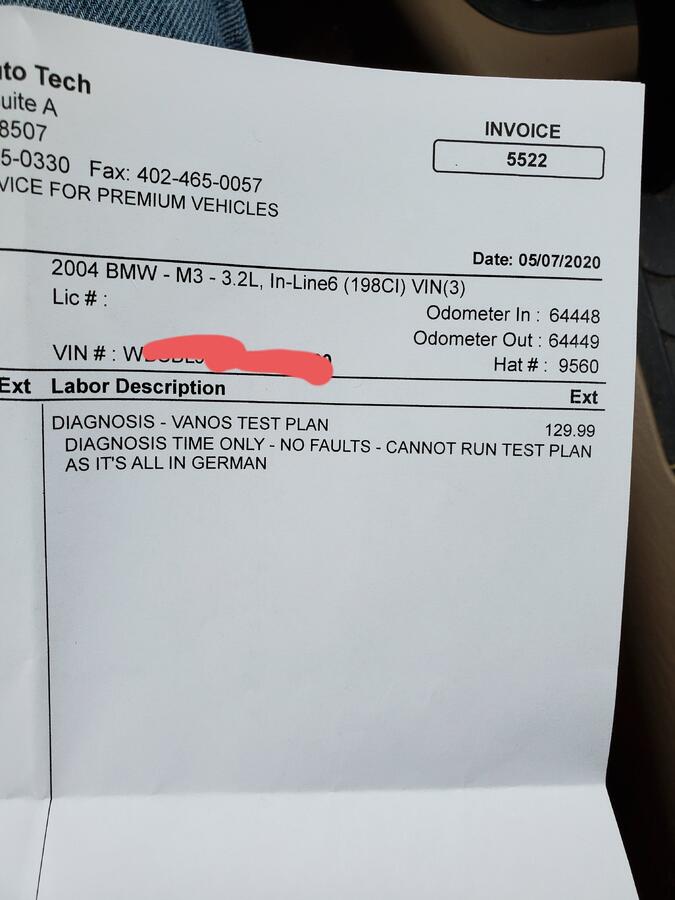 to Tech
uite A
8507
5-0330 Fax: 402-465-0057
VICE FOR PREMIUM VEHICLES
INVOICE
5522
Date: 05/07/2020
2004 BMW - M3 - 3.2L, In-Line6 (198CI) VIN(3)
Lic # :
Odometer In : 64448
Odometer Out : 64449
VIN # :
Hat # : 9560
Ext Labor Description Ext
DIAGNOSIS - VANOS TEST PLAN 129.99
DIAGNOSIS TIME ONLY - NO FAULTS - CANNOT RUN TEST PLAN
AS IT'S ALL IN GERMAN